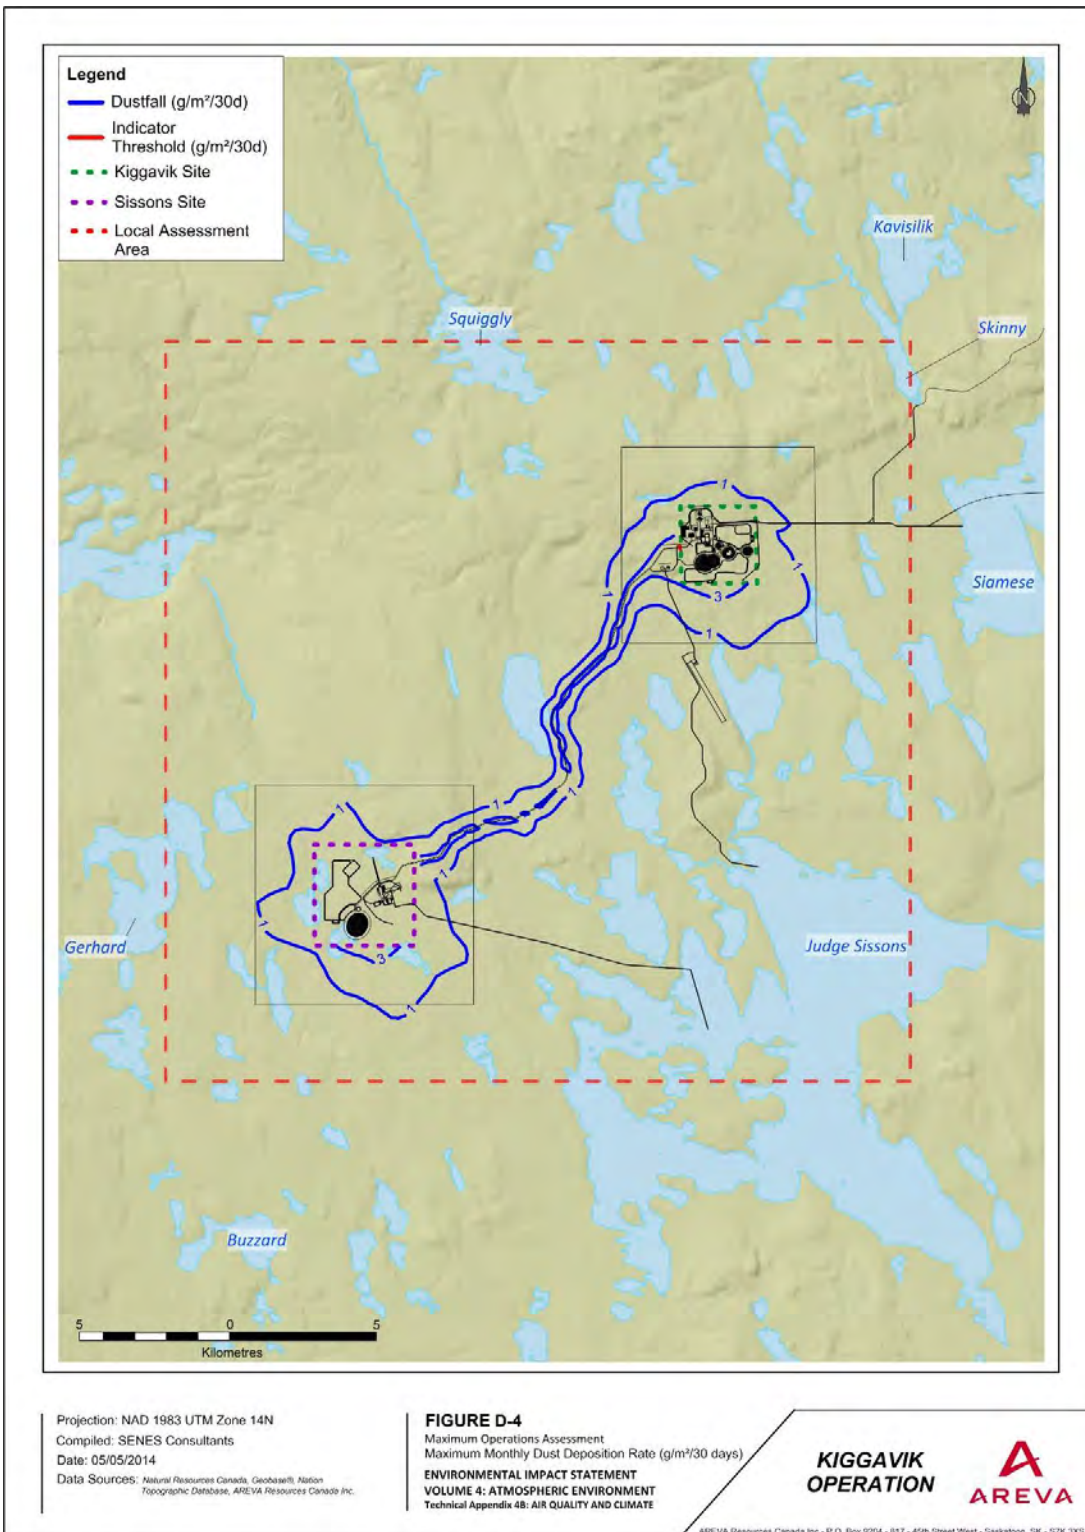 Legend
Dustfall (g/m²/30d)
Indicator
Threshold (g/m²/30d)
Kiggavik Site
Sissons Site
Local Assessment
Area
N
Kavisilik
Squiggly
Skinny
1
1
1
Siamese
3
1
1
1
1
1
Gerhard
Judge Sissons
3
1
Buzzard
5
0
5
Kilometres
Projection: NAD 1983 UTM Zone 14N
Compiled: SENES Consultants
Date: 05/05/2014
Data Sources: Natural Resources Canada, Geobase®, Nation
Topographic Database, AREVA Resources Canada Inc.
FIGURE D-4
Maximum Operations Assessment
Maximum Monthly Dust Deposition Rate (g/m²/30 days)
ENVIRONMENTAL IMPACT STATEMENT
VOLUME 4: ATMOSPHERIC ENVIRONMENT
Technical Appendix 4B: AIR QUALITY AND CLIMATE
KIGGAVIK
OPERATION
AREVA